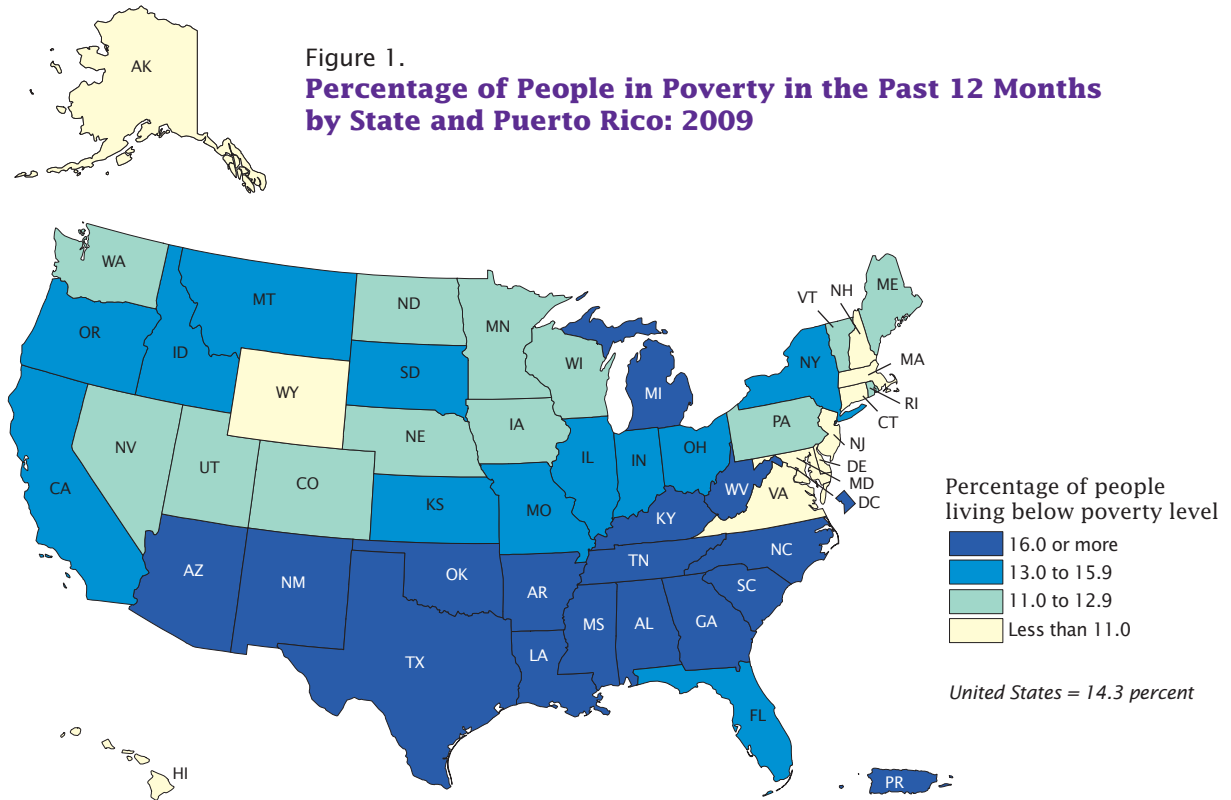 Figure 1.
Percentage of People in Poverty in the Past 12 Months
by State and Puerto Rico: 2009
AK
WA
MT
ND
MN
ME
VT
NH
OR
ID
SD
WI
NY
MA
WY
MI
RI
NE
IA
PA
CT
NV
UT
CO
IL
IN
OH
NJ
DE
MD
CA
KS
MO
WV
VA
DC
KY
AZ
NM
OK
AR
TN
NC
SC
TX
LA
MS
AL
GA
FL
HI
PR
Percentage of people
living below poverty level
16.0 or more
13.0 to 15.9
11.0 to 12.9
Less than 11.0
United States = 14.3 percent